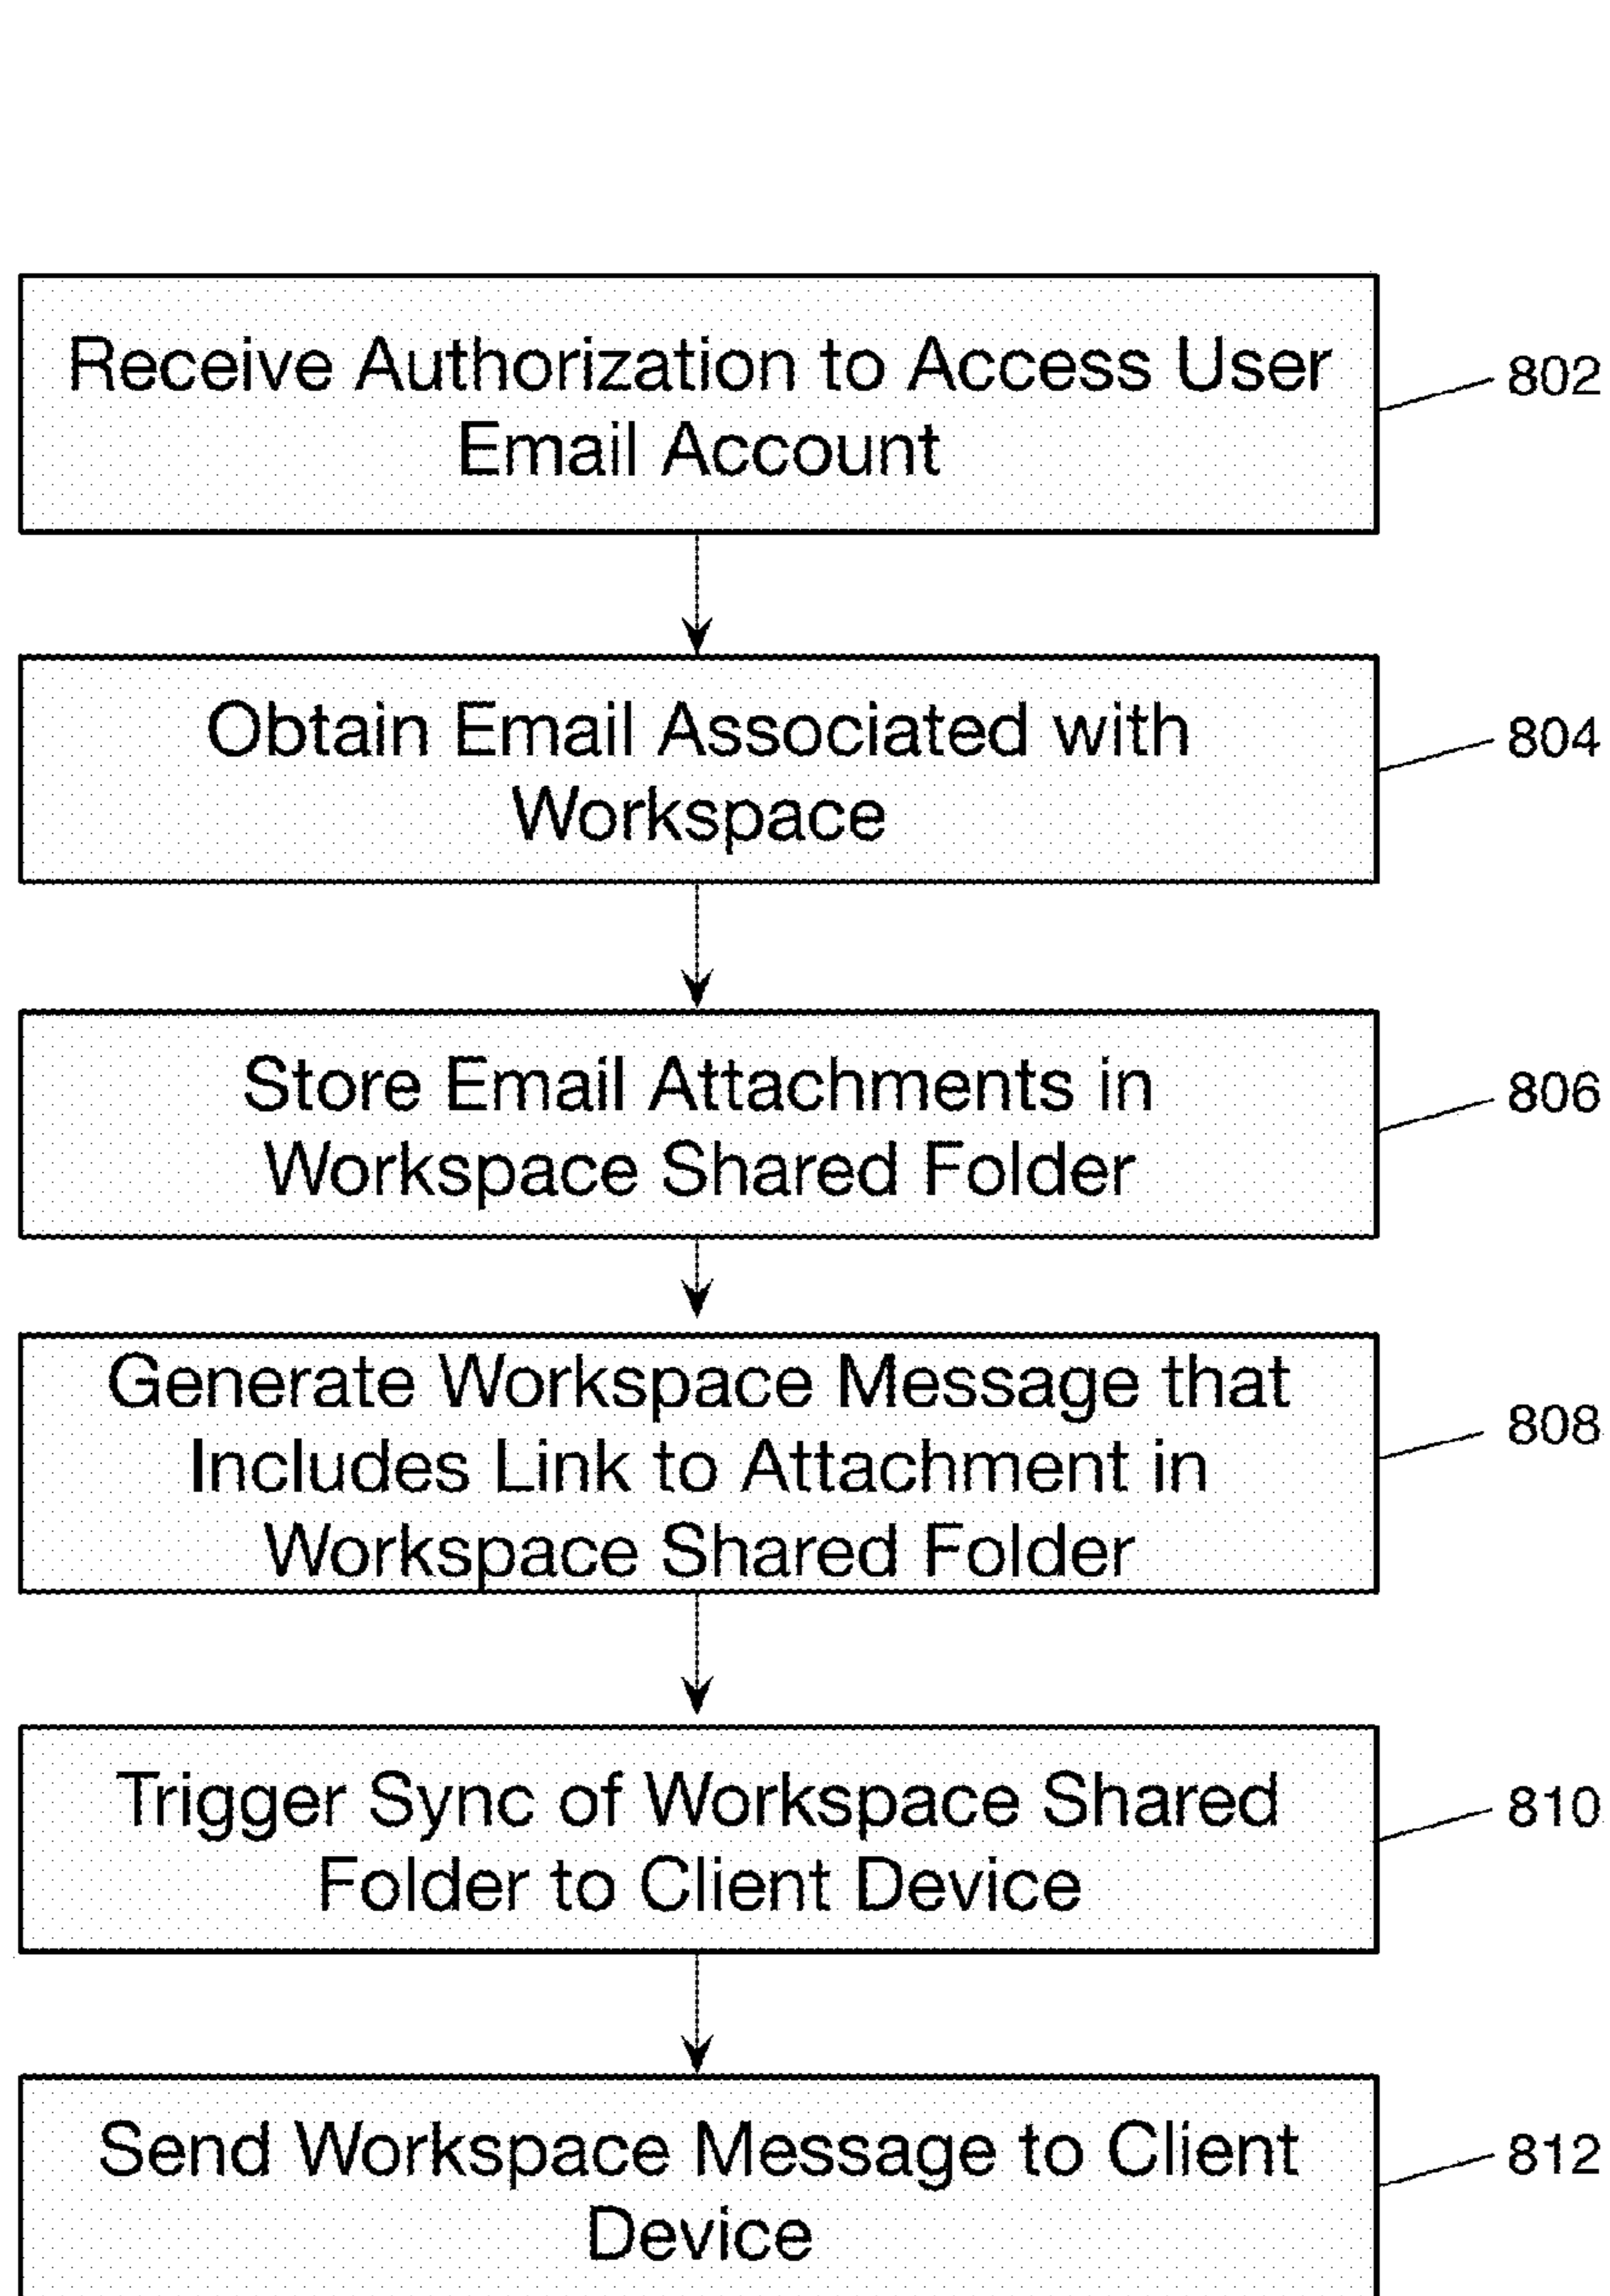 Receive Authorization to Access User
Email Account
802
Obtain Email Associated with
Workspace
804
Store Email Attachments in
Workspace Shared Folder
806
Generate Workspace Message that
Includes Link to Attachment in
Workspace Shared Folder
808
Trigger Sync of Workspace Shared
Folder to Client Device
810
Send Workspace Message to Client
Device
812